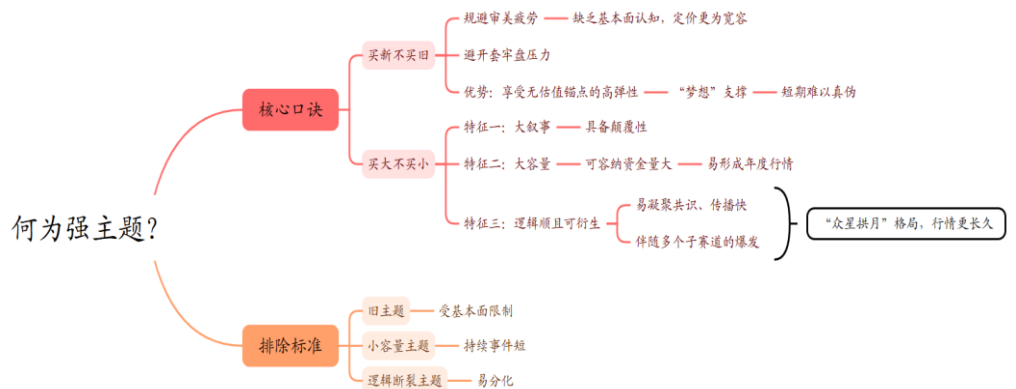 何为强主题?
核心口诀
买新不买旧
规避审美疲劳
缺乏基本面认知，定价更为宽容
避开套牢盘压力
优势：享受无估值锚点的高弹性
“梦想”支撑
短期难以真伪
买大不买小
特征一：大叙事
具备颠覆性
特征二：大容量
可容纳资金量大
易形成年度行情
特征三：逻辑顺且可衍生
易凝聚共识、传播快
伴随多个子赛道的爆发
“众星拱月”格局，行情更长久
排除标准
旧主题
受基本面限制
小容量主题
持续事件短
逻辑断裂主题
易分化